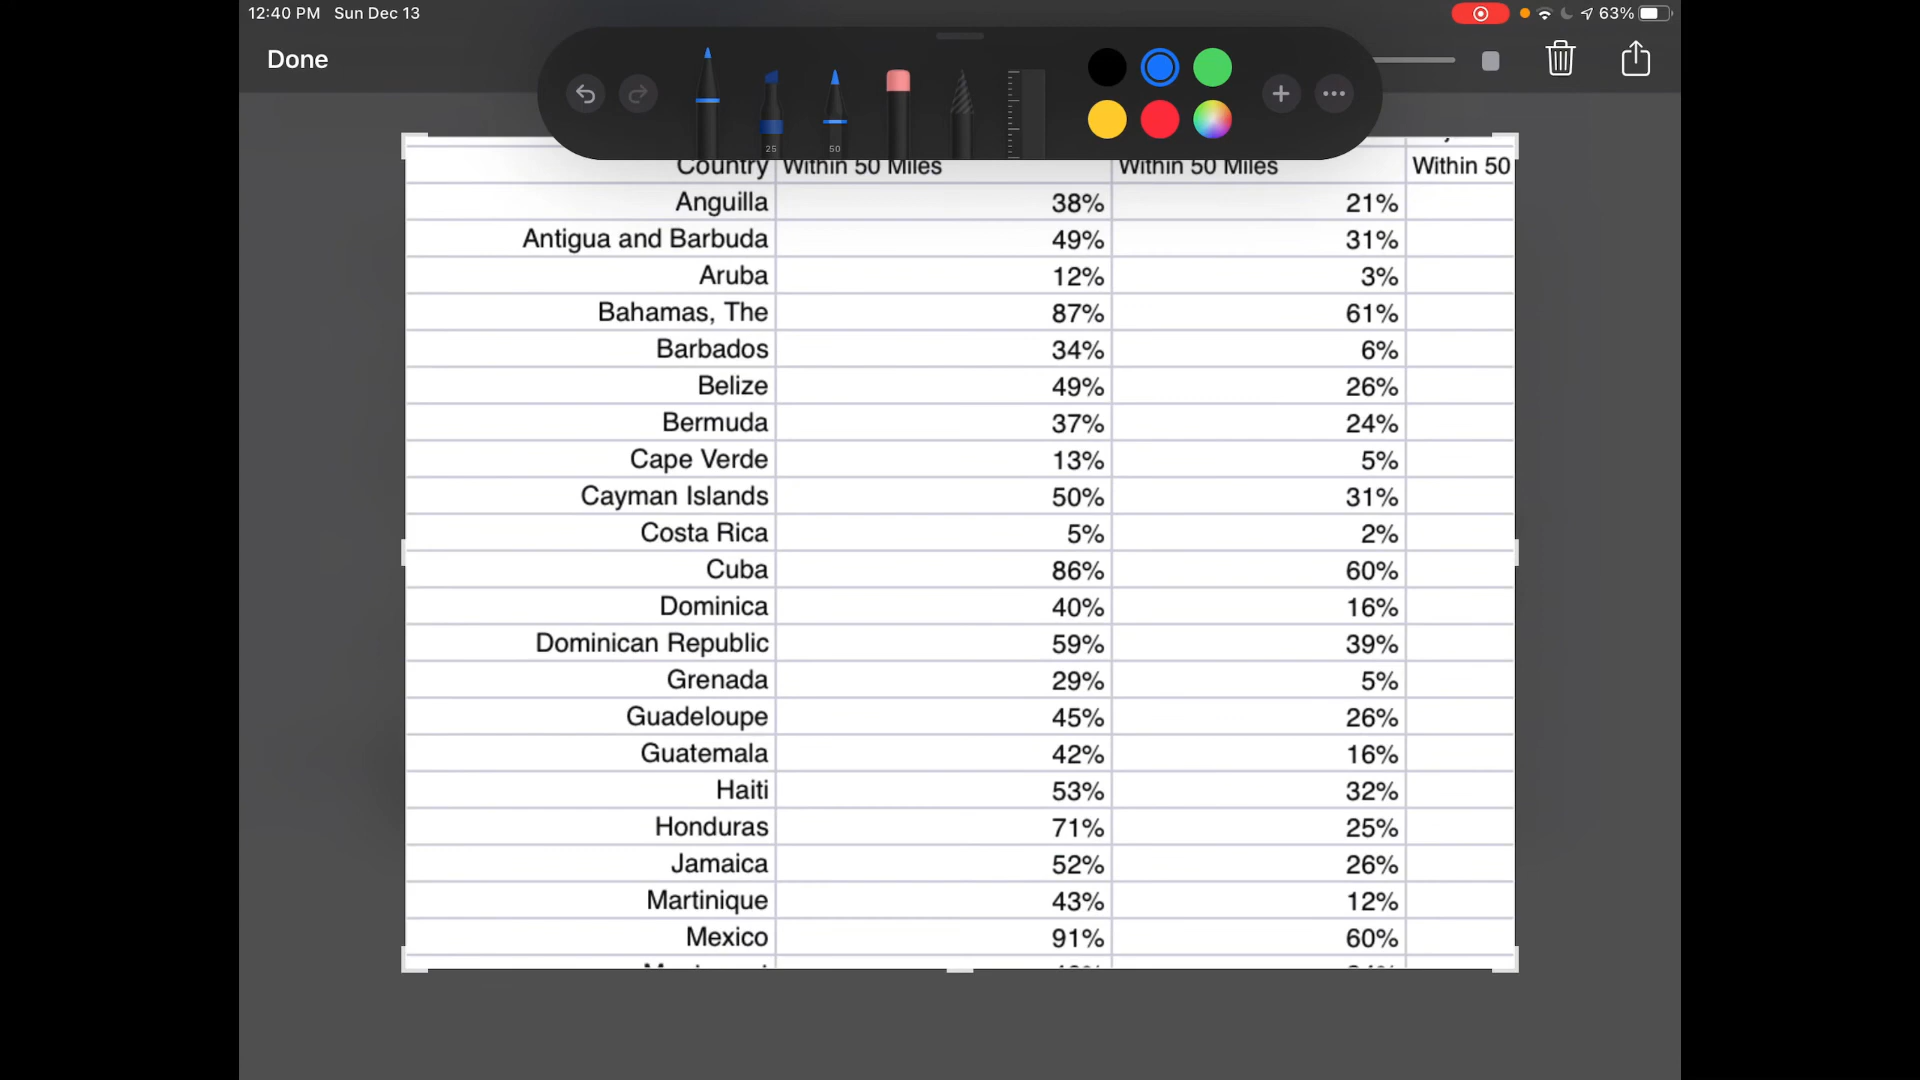 12:40 PM Sun Dec 13
63%
Done
25
50
Country Within 50 Miles Within 50 Miles Within 50
Anguilla 38% 21%
Antigua and Barbuda 49% 31%
Aruba 12% 3%
Bahamas, The 87% 61%
Barbados 34% 6%
Belize 49% 26%
Bermuda 37% 24%
Cape Verde 13% 5%
Cayman Islands 50% 31%
Costa Rica 5% 2%
Cuba 86% 60%
Dominica 40% 16%
Dominican Republic 59% 39%
Grenada 29% 5%
Guadeloupe 45% 26%
Guatemala 42% 16%
Haiti 53% 32%
Honduras 71% 25%
Jamaica 52% 26%
Martinique 43% 12%
Mexico 91% 60%